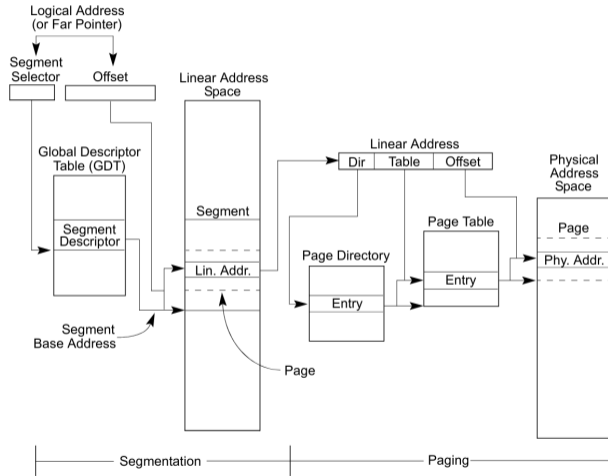 Logical Address
(or Far Pointer)
Segment
Selector
Offset
Linear Address
Space
Global Descriptor
Table (GDT)
Segment
Descriptor
Segment
Lin. Addr.
Segment
Base Address
Page
Linear Address
Dir
Table
Offset
Page Directory
Entry
Page Table
Entry
Physical
Address
Space
Page
Phy. Addr.
Segmentation
Paging